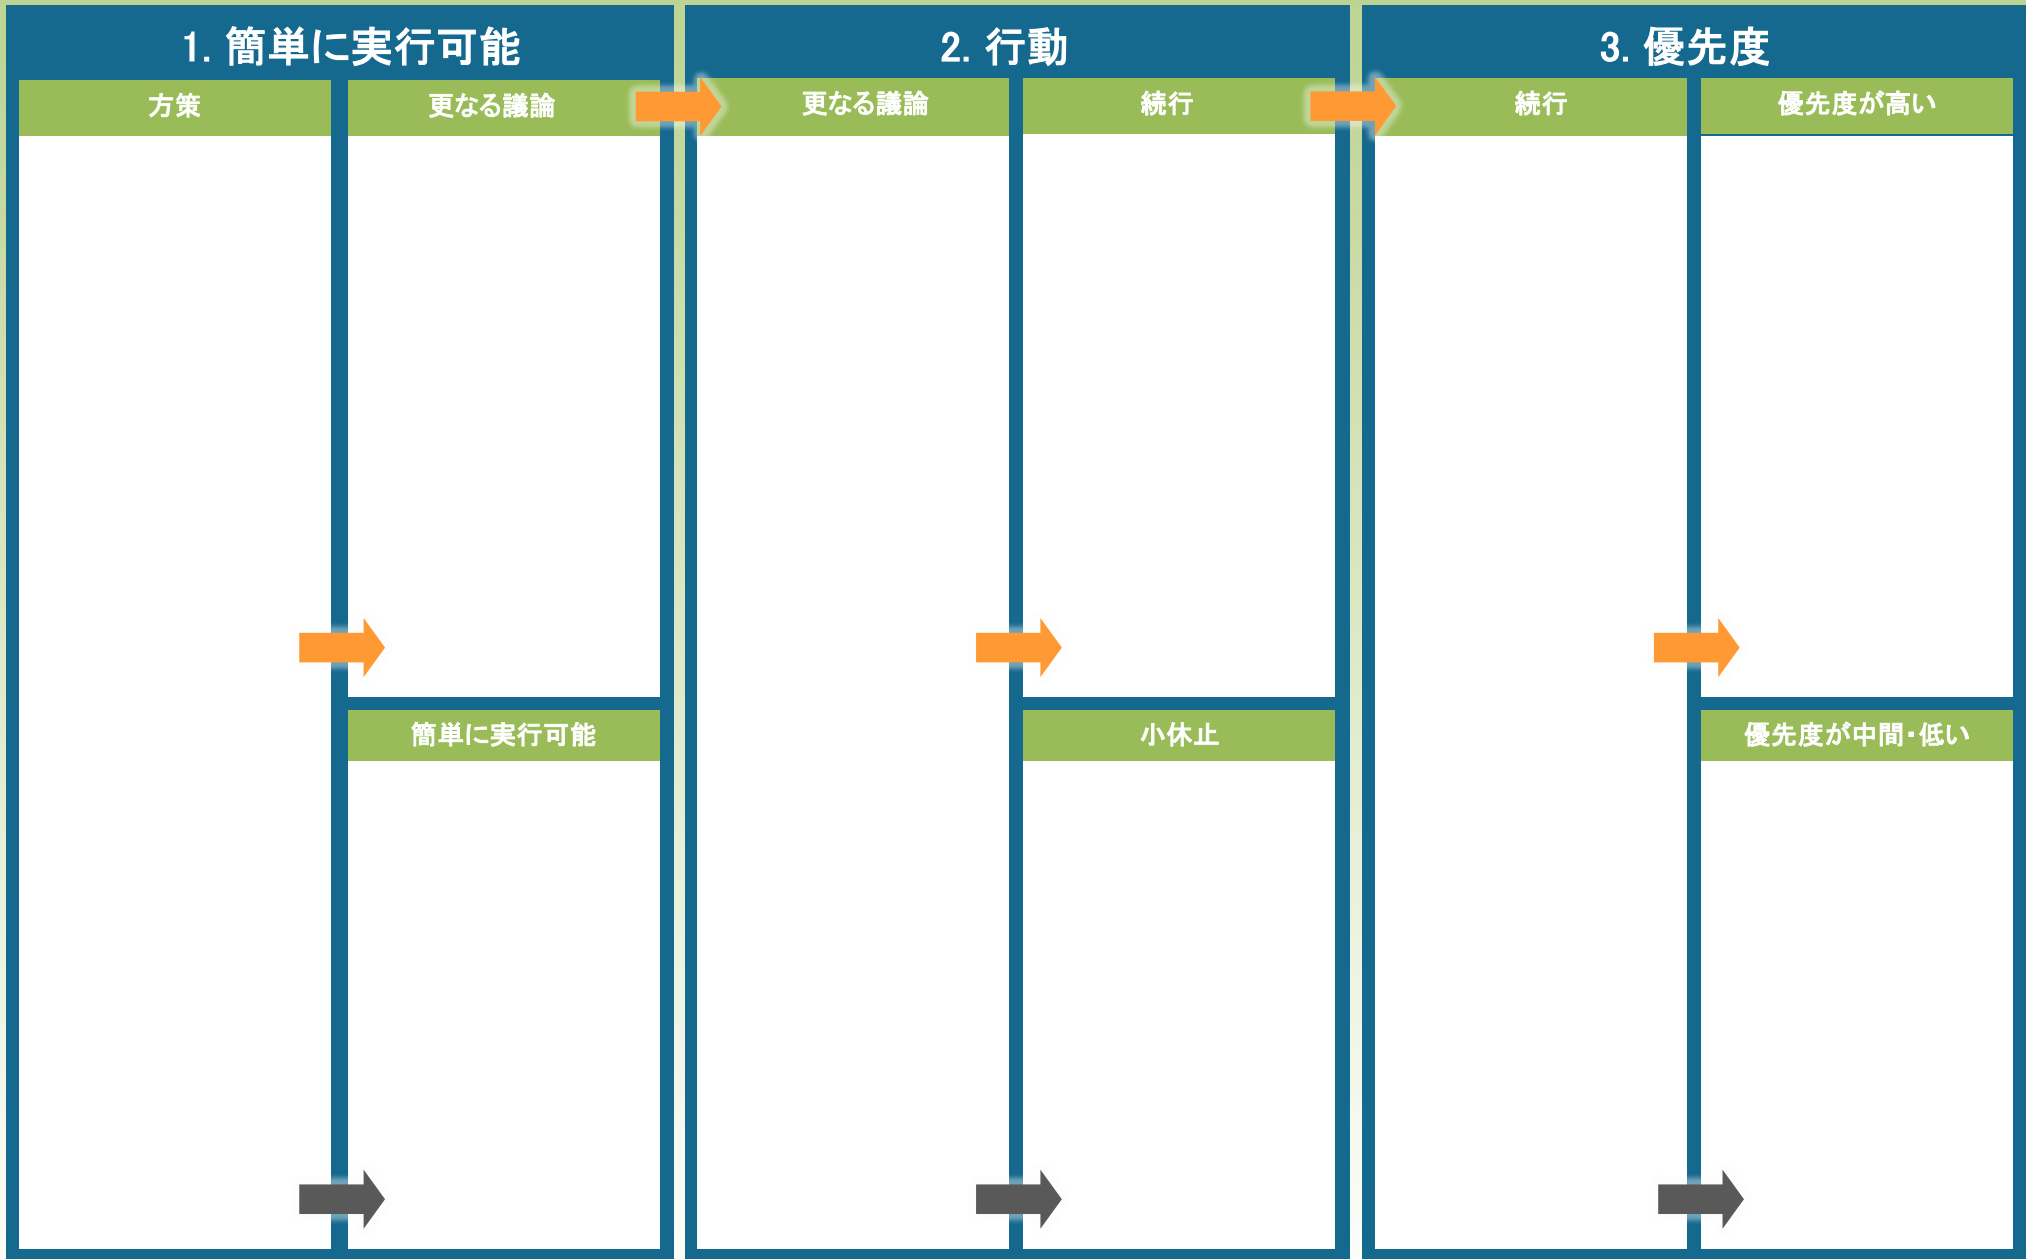 1. 簡単に実行可能
方策
更なる議論
簡単に実行可能
2. 行動
更なる議論
続行
小休止
3. 優先度
続行
優先度が高い
優先度が中間・低い